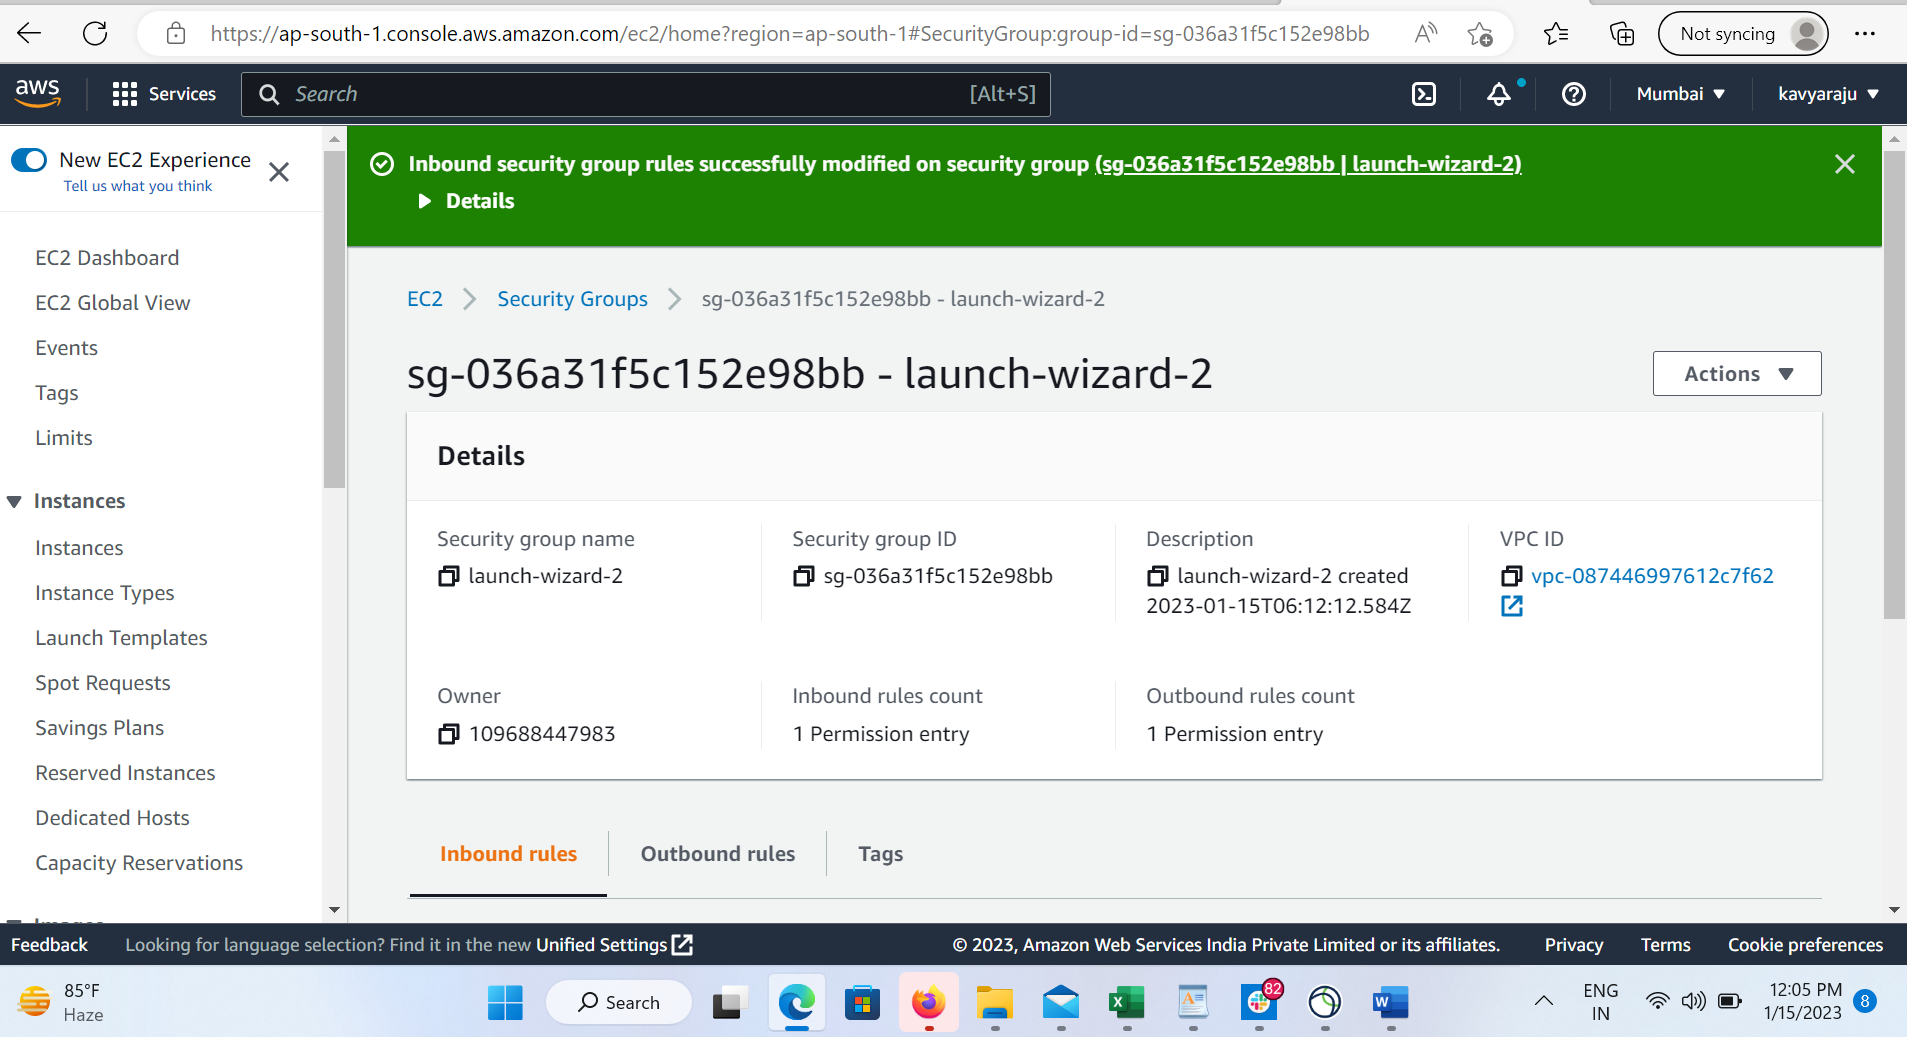 https://ap-south-1.console.aws.amazon.com/ec2/home?region=ap-south-1#SecurityGroup:group-id=sg-036a31f5c152e98bb
Not syncing
aws
Services
Search
[Alt+S]
Mumbai
kavyaraju
New EC2 Experience
Tell us what you think
EC2 Dashboard
EC2 Global View
Events
Tags
Limits
Instances
Instances
Instance Types
Launch Templates
Spot Requests
Savings Plans
Reserved Instances
Dedicated Hosts
Capacity Reservations
Images
Inbound security group rules successfully modified on security group (sg-036a31f5c152e98bb | launch-wizard-2)
Details
EC2
Security Groups
sg-036a31f5c152e98bb - launch-wizard-2
sg-036a31f5c152e98bb - launch-wizard-2
Actions
Details
Security group name
launch-wizard-2
Security group ID
sg-036a31f5c152e98bb
Description
launch-wizard-2 created
2023-01-15T06:12:12.584Z
VPC ID
vpc-087446997612c7f62
Owner
109688447983
Inbound rules count
1 Permission entry
Outbound rules count
1 Permission entry
Inbound rules
Outbound rules
Tags
Feedback
Looking for language selection? Find it in the new Unified Settings
© 2023, Amazon Web Services India Private Limited or its affiliates.
Privacy
Terms
Cookie preferences
85°F
Haze
Search
82
ENG
IN
12:05 PM
1/15/2023
8